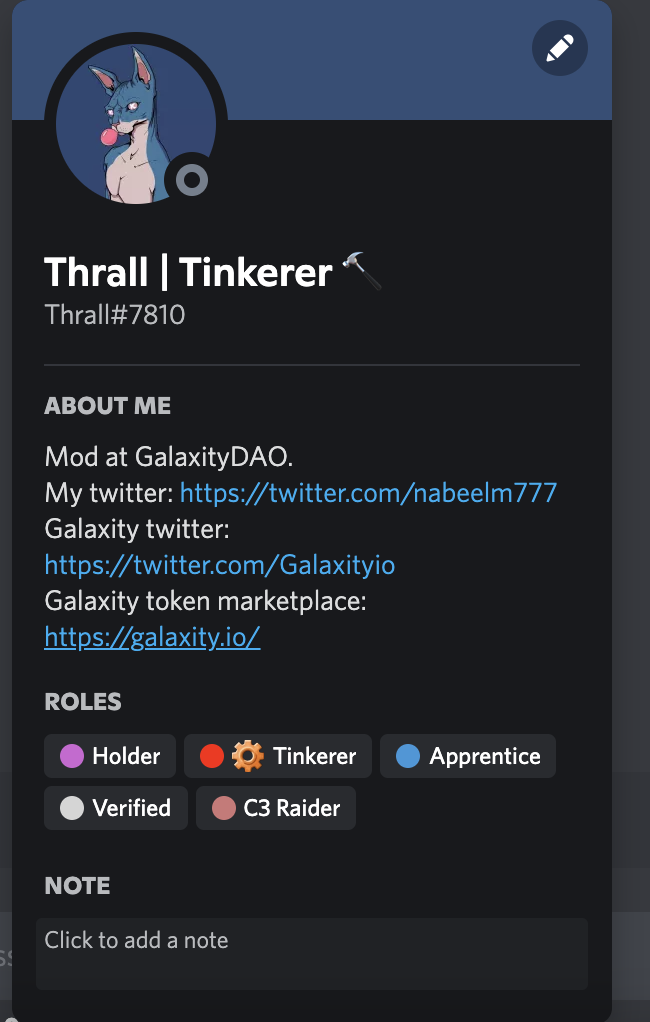 Thrall | Tinkerer 🔨
Thrall#7810
ABOUT ME
Mod at GalaxityDAO.
My twitter: https://twitter.com/nabeelm777
Galaxity twitter:
https://twitter.com/Galaxityio
Galaxity token marketplace:
https://galaxity.io/
ROLES
Holder ⚙️ Tinkerer Apprentice
Verified C3 Raider
NOTE
Click to add a note